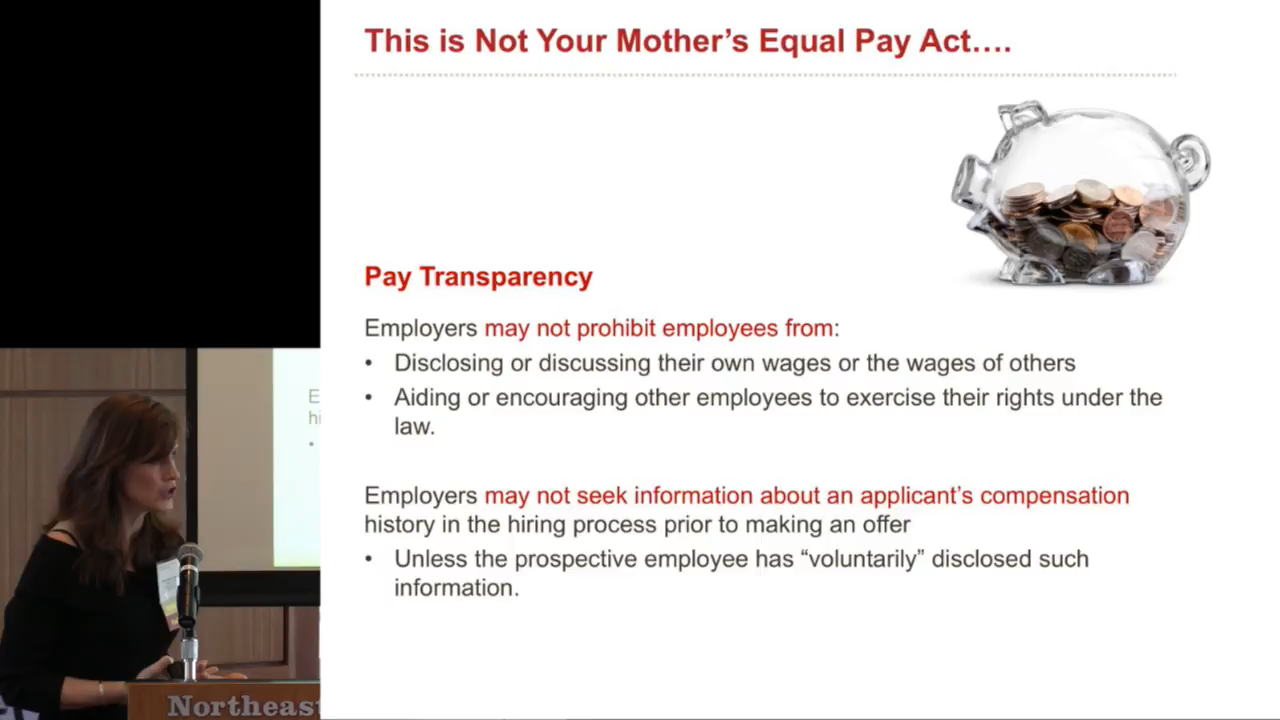 This is Not Your Mother's Equal Pay Act….
Pay Transparency
Employers may not prohibit employees from:
• Disclosing or discussing their own wages or the wages of others
• Aiding or encouraging other employees to exercise their rights under the
law.
Employers may not seek information about an applicant's compensation
history in the hiring process prior to making an offer
• Unless the prospective employee has “voluntarily” disclosed such
information.
E
hi
•
Northeast